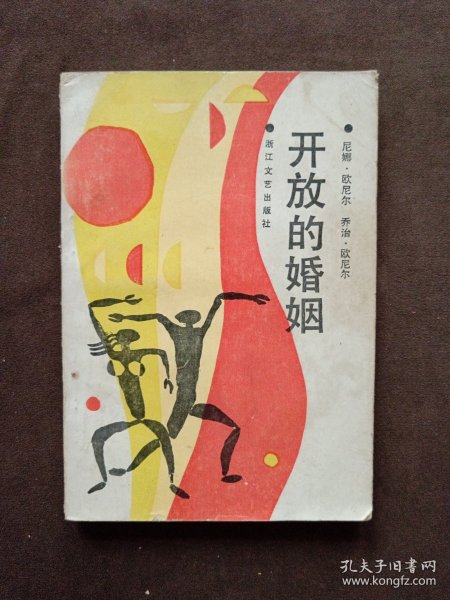 开放的婚姻
尼娜·欧尼尔 乔治·欧尼尔
浙江文艺出版社
孔夫子旧书网
www.kongfz.com